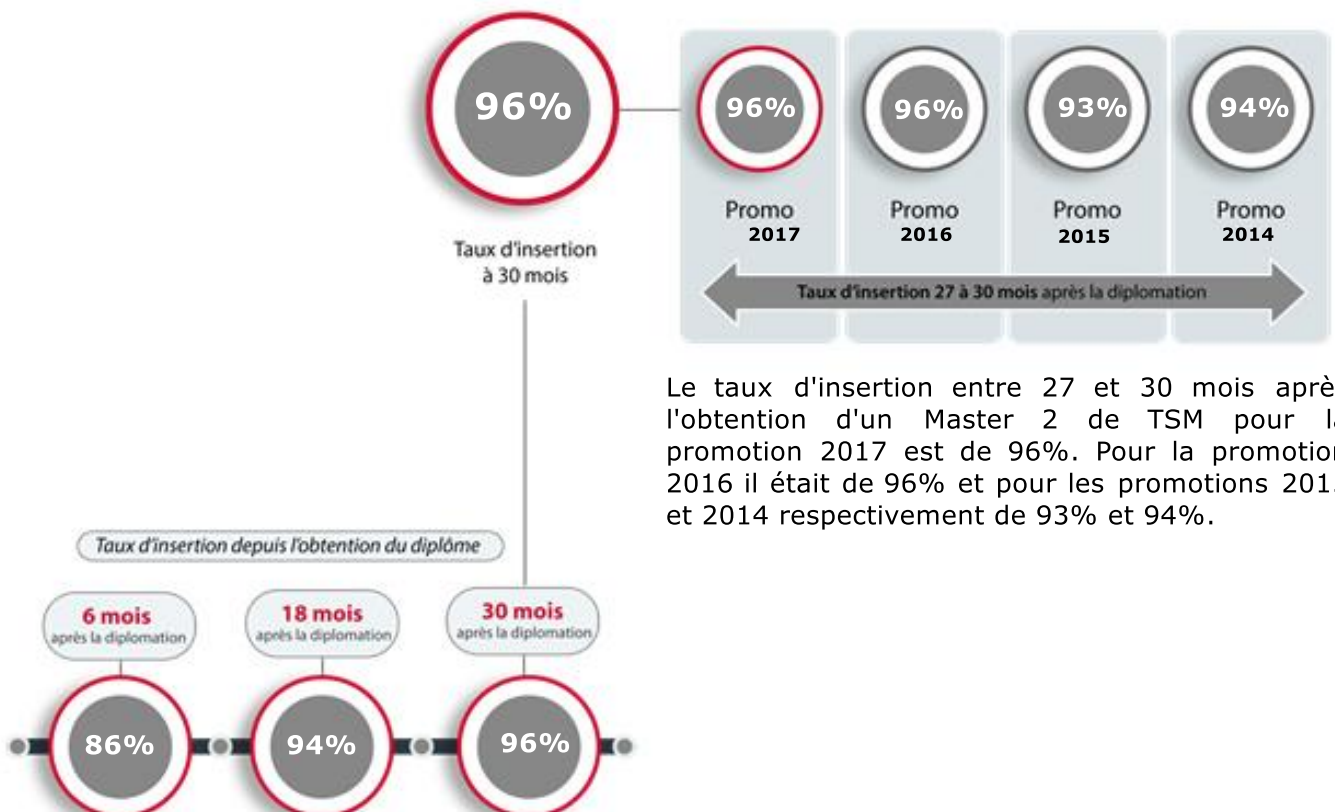 96%
Taux d'insertion
à 30 mois
96%
96%
93%
94%
Promo
2017
Promo
2016
Promo
2015
Promo
2014
Taux d'insertion 27 à 30 mois après la diplomation
Le taux d'insertion entre 27 et 30 mois aprè
l'obtention d'un Master 2 de TSM pour l
promotion 2017 est de 96%. Pour la promotio
2016 il était de 96% et pour les promotions 201
et 2014 respectivement de 93% et 94%.
Taux d'insertion depuis l'obtention du diplôme
6 mois
après la diplomation
18 mois
après la diplomation
30 mois
après la diplomation
86%
94%
96%